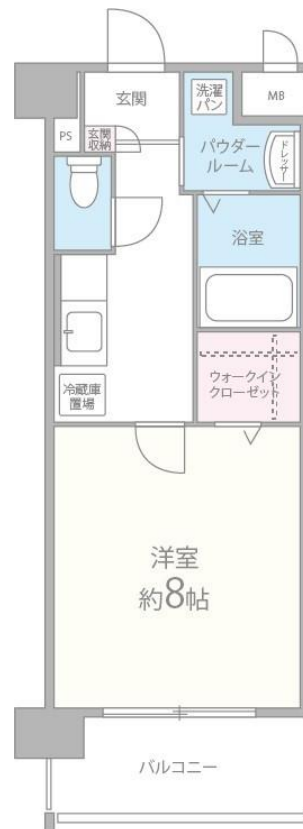 玄関
洗濯
パン
MB
PS
玄関
収納
パウダー
ルーム
ドレッサー
浴室
冷蔵庫
置場
ウォークイン
クローゼット
洋室
約8帖
バルコニー